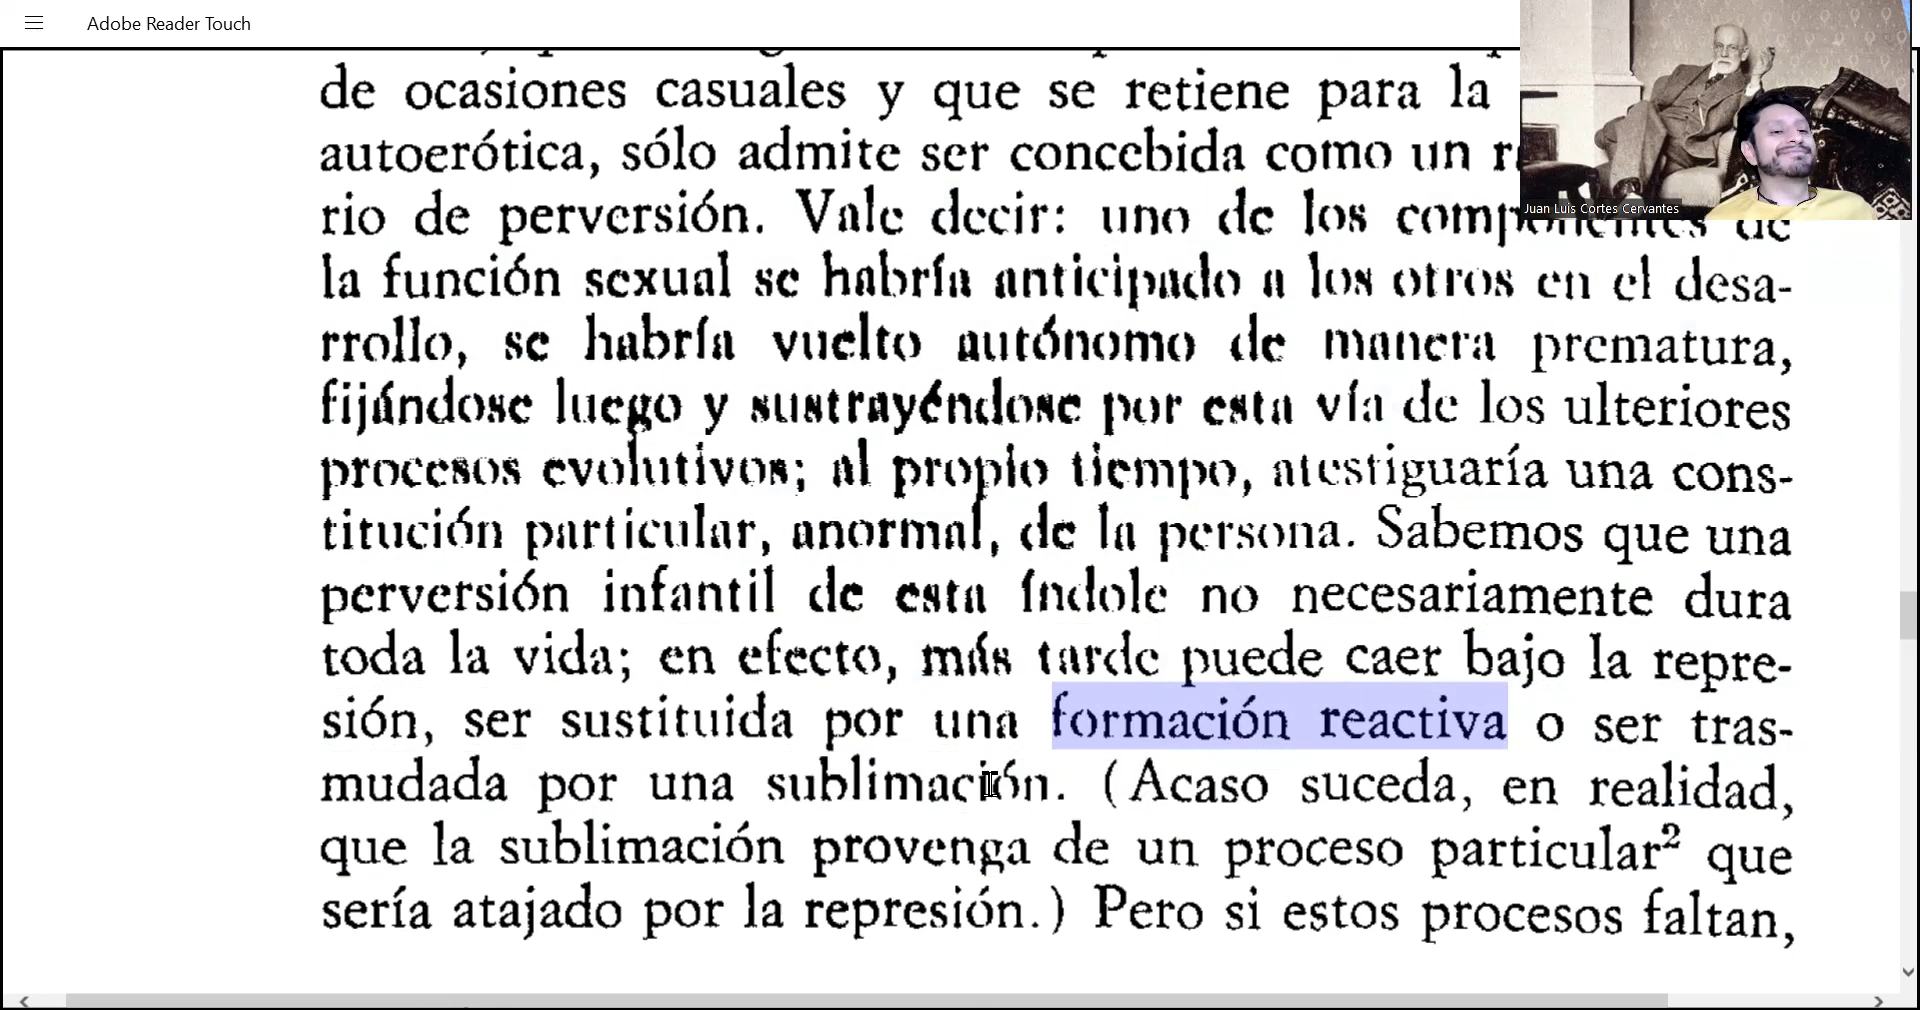 Adobe Reader Touch
de ocasiones casuales y que se retiene para la
autoerótica, sólo admite ser concebida como un
rio de perversión. Vale decir: uno de los componentes de
la función sexual se habría anticipado a los otros en el desa-
rrollo, se habría vuelto autónomo de manera prematura,
fijándose luego y sustrayéndose por esta vía de los ulteriores
procesos evolutivos; al propio tiempo, atestiguaría una cons-
titución particular, anormal, de la persona. Sabemos que una
perversión infantil de esta índole no necesariamente dura
toda la vida; en efecto, más tarde puede caer bajo la repre-
sión, ser sustituida por una formación reactiva o ser tras-
mudada por una sublimación. (Acaso suceda, en realidad,
que la sublimación provenga de un proceso particular² que
sería atajado por la represión.) Pero si estos procesos faltan,
Juan Luis Cortes Cervantes